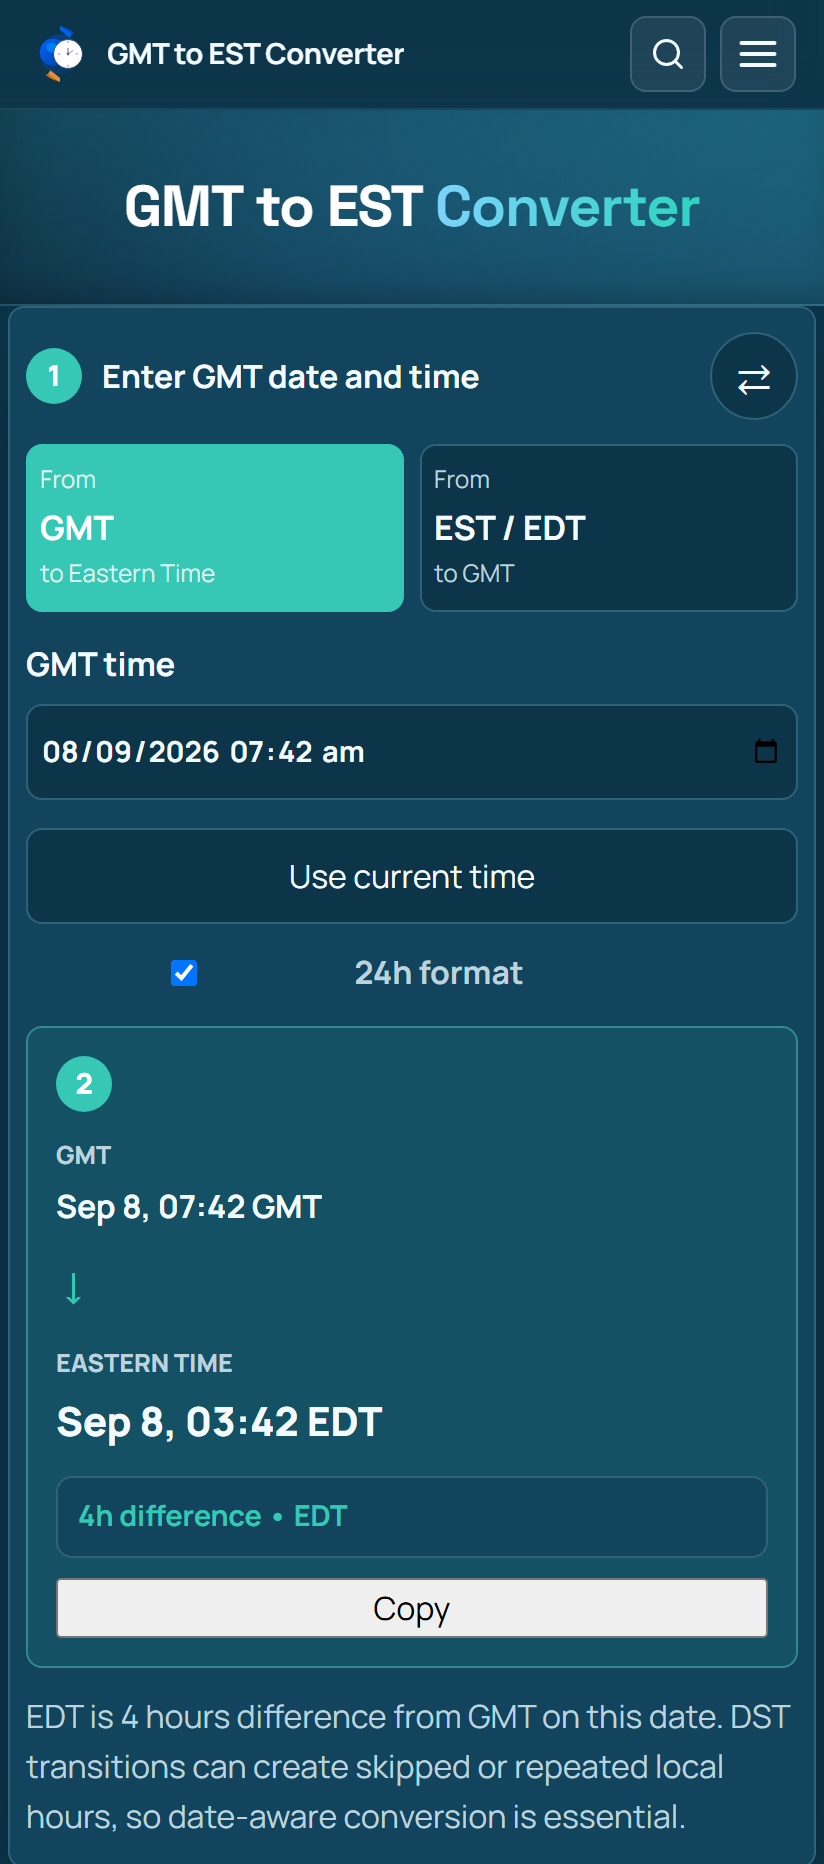 GMT to EST Converter
GMT to EST Converter
1 Enter GMT date and time
From
GMT
to Eastern Time
From
EST / EDT
to GMT
GMT time
08/09/2026 07:42 am
Use current time
24h format
2
GMT
Sep 8, 07:42 GMT
↓
EASTERN TIME
Sep 8, 03:42 EDT
4h difference • EDT
Copy
EDT is 4 hours difference from GMT on this date. DST
transitions can create skipped or repeated local
hours, so date-aware conversion is essential.